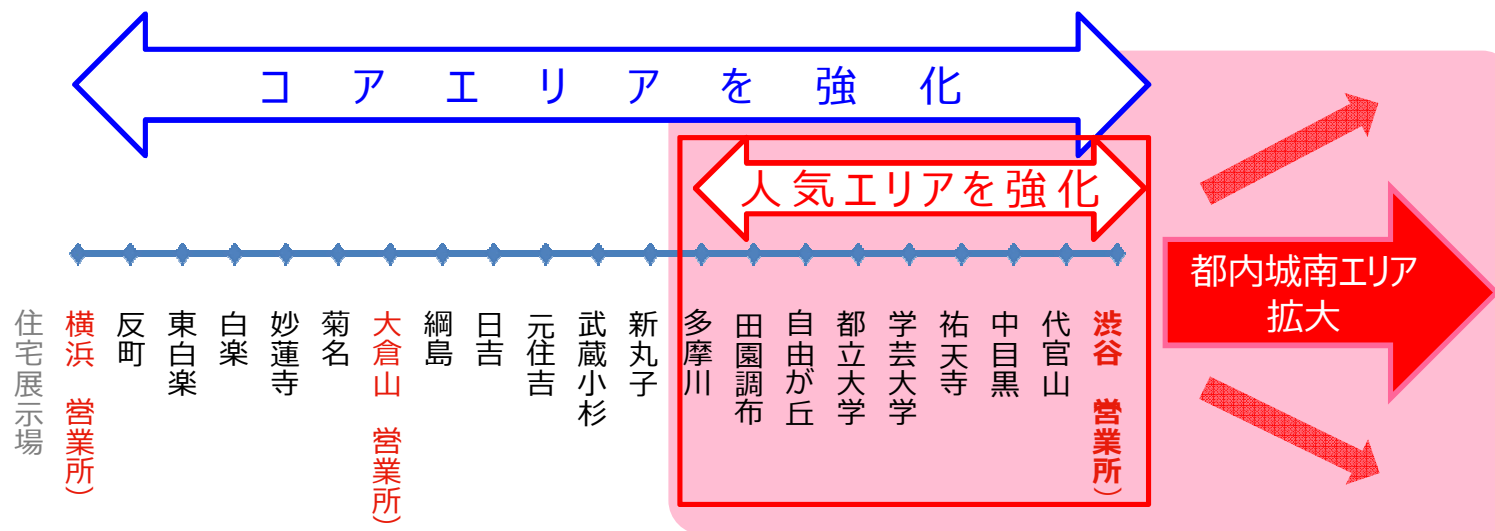 コアエリアを強化
人気エリアを強化
都内城南エリア
拡大
住宅展示場
横浜 営業所）
反町
東白楽
白楽
妙蓮寺
菊名
大倉山 営業所）
綱島
日吉
元住吉
武蔵小杉
新丸子
多摩川
田園調布
自由が丘
都立大学
学芸大学
祐天寺
中目黒
代官山
渋谷 営業所）